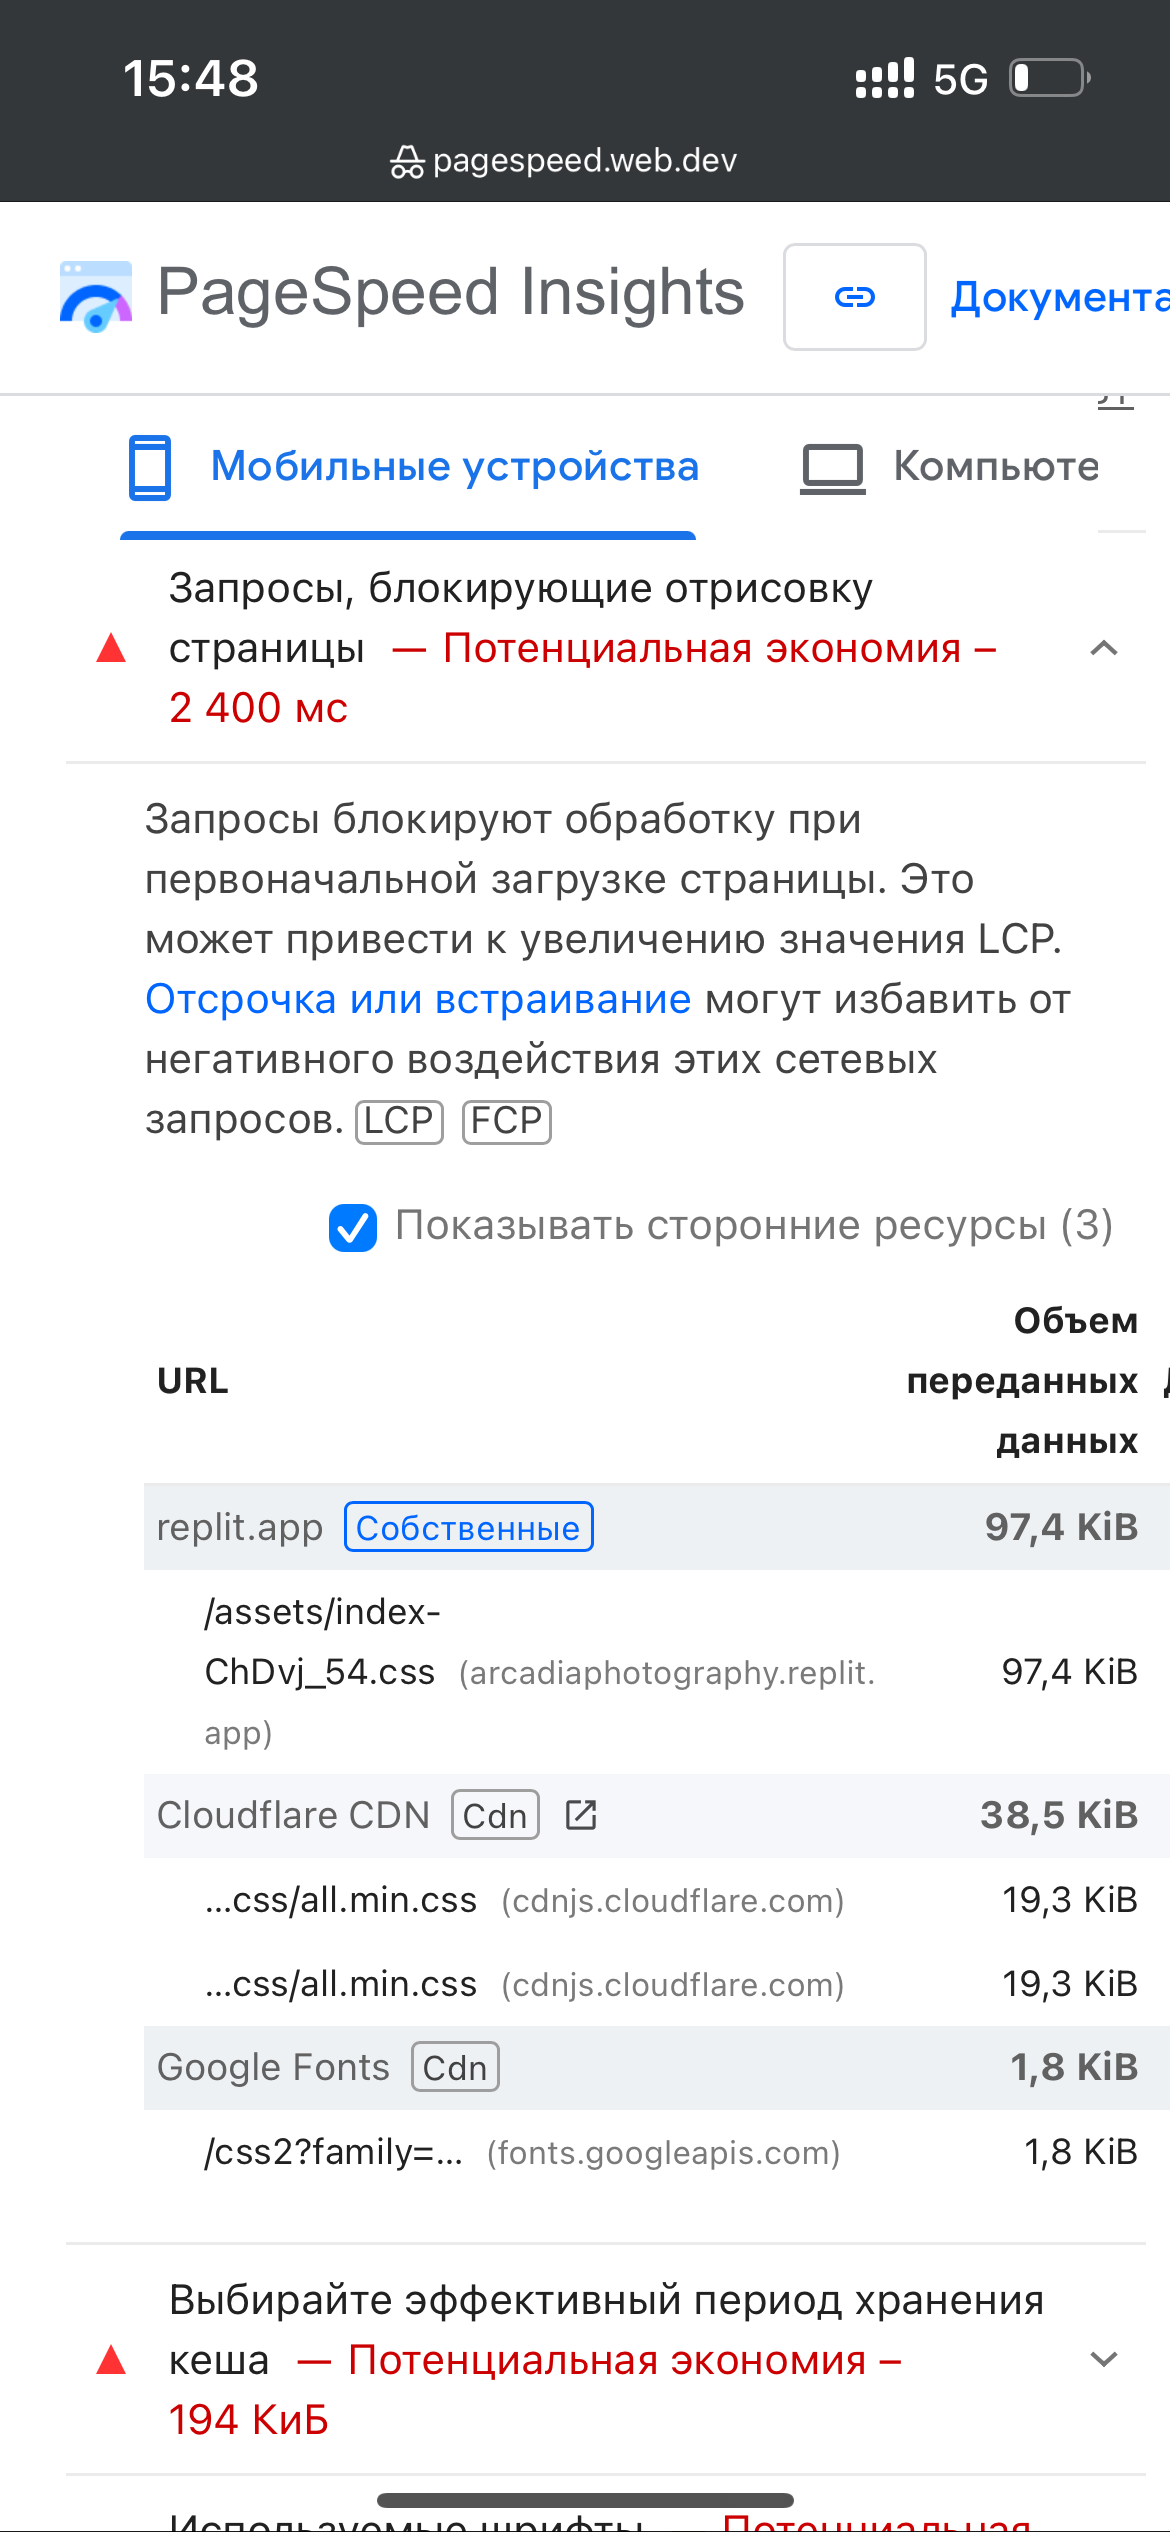 15:48
5G
pagespeed.web.dev
PageSpeed Insights
Документа
Мобильные устройства
Компьюте
Запросы, блокирующие отрисовку
страницы — Потенциальная экономия –
2 400 мс
Запросы блокируют обработку при
первоначальной загрузке страницы. Это
может привести к увеличению значения LCP.
Отсрочка или встраивание могут избавить от
негативного воздействия этих сетевых
запросов. LCP FCP
Показывать сторонние ресурсы (3)
URL
Объем
переданных
данных
replit.app Собственные 97,4 KiB
/assets/index-
ChDvj_54.css (arcadiaphotography.replit.
app)
97,4 KiB
Cloudflare CDN Cdn 38,5 KiB
...css/all.min.css (cdnjs.cloudflare.com) 19,3 KiB
...css/all.min.css (cdnjs.cloudflare.com) 19,3 KiB
Google Fonts Cdn 1,8 KiB
/css2?family=... (fonts.googleapis.com) 1,8 KiB
Выбирайте эффективный период хранения
кеша — Потенциальная экономия –
194 КиБ
Используемые шрифты Потенциальная